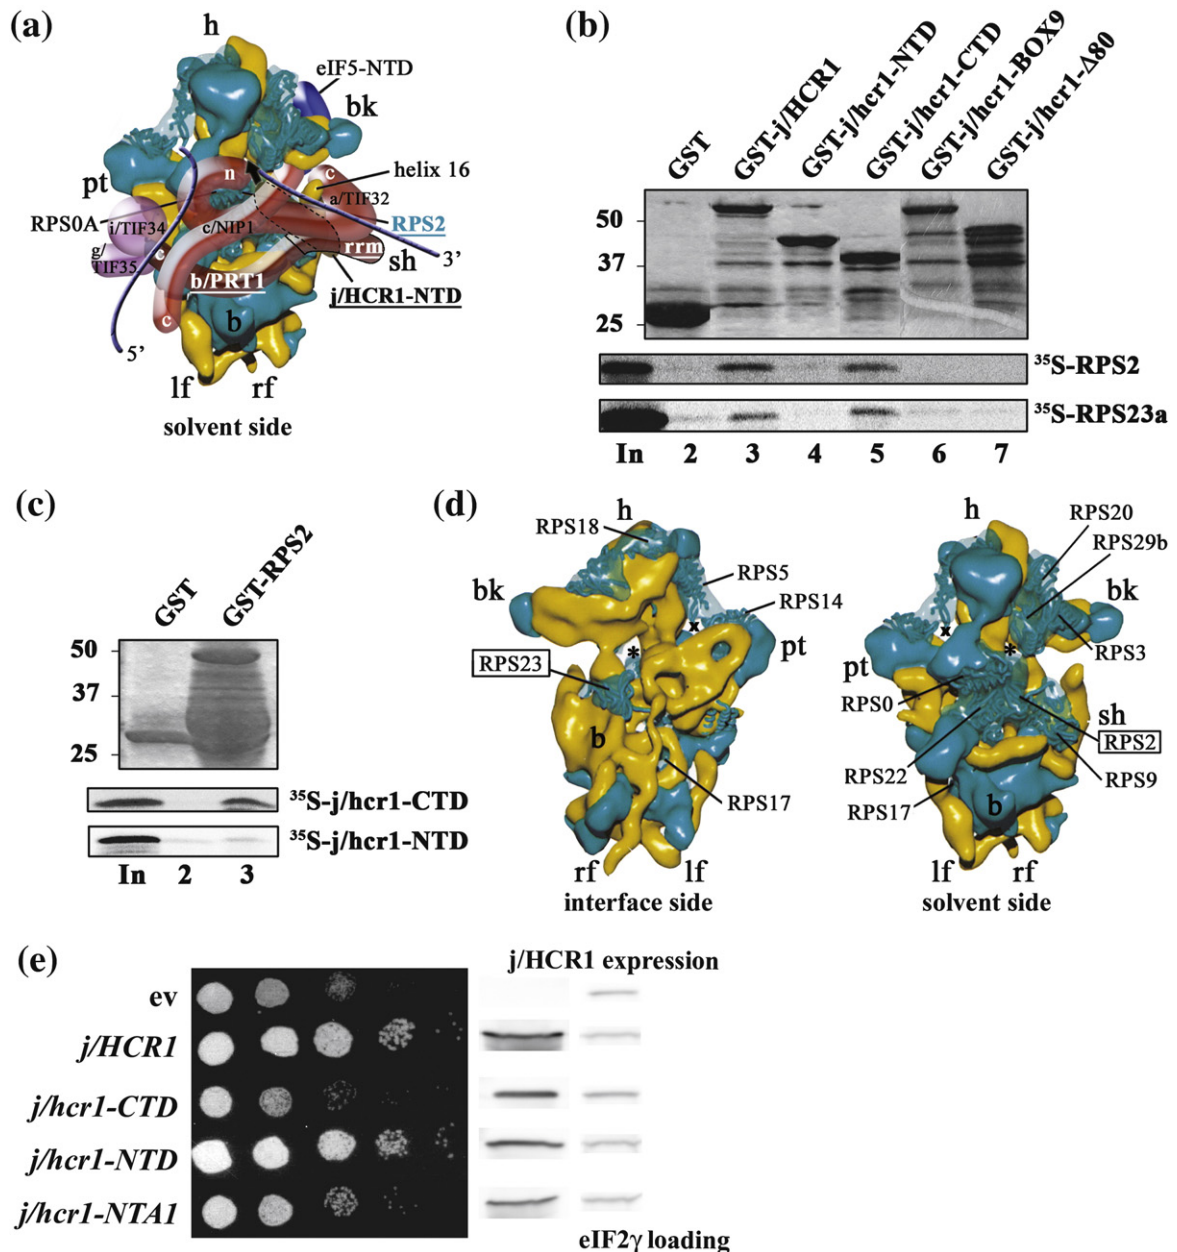 (a)
h
eIF5-NTD
bk
helix 16
n
c
a/TIF32
pt
RPS0A
i/TIF34
c/NIP1
RPS2
g/
TIF35
c
rrm
sh
3'
b/PRT1
j/HCR1-NTD
c
b
5'
lf
rf
solvent side
(b)
GST
GST-j/HCR1
GST-j/hcr1-NTD
GST-j/hcr1-CTD
GST-j/hcr1-BOX9
GST-j/hcr1-Δ80
50
37
25
³⁵S-RPS2
³⁵S-RPS23a
In 2 3 4 5 6 7
(c)
GST
GST-RPS2
50
37
25
³⁵S-j/hcr1-CTD
³⁵S-j/hcr1-NTD
In 2 3
(d)
h
RPS18
RPS5
bk
RPS14
x
pt
*
RPS23
b
RPS17
rf
lf
interface side
h
RPS20
RPS29b
bk
x
*
RPS3
pt
RPS0
sh
RPS2
RPS22
RPS9
RPS17
b
lf
rf
solvent side
(e)
j/HCR1 expression
ev
j/HCR1
j/hcr1-CTD
j/hcr1-NTD
j/hcr1-NTA1
eIF2γ loading